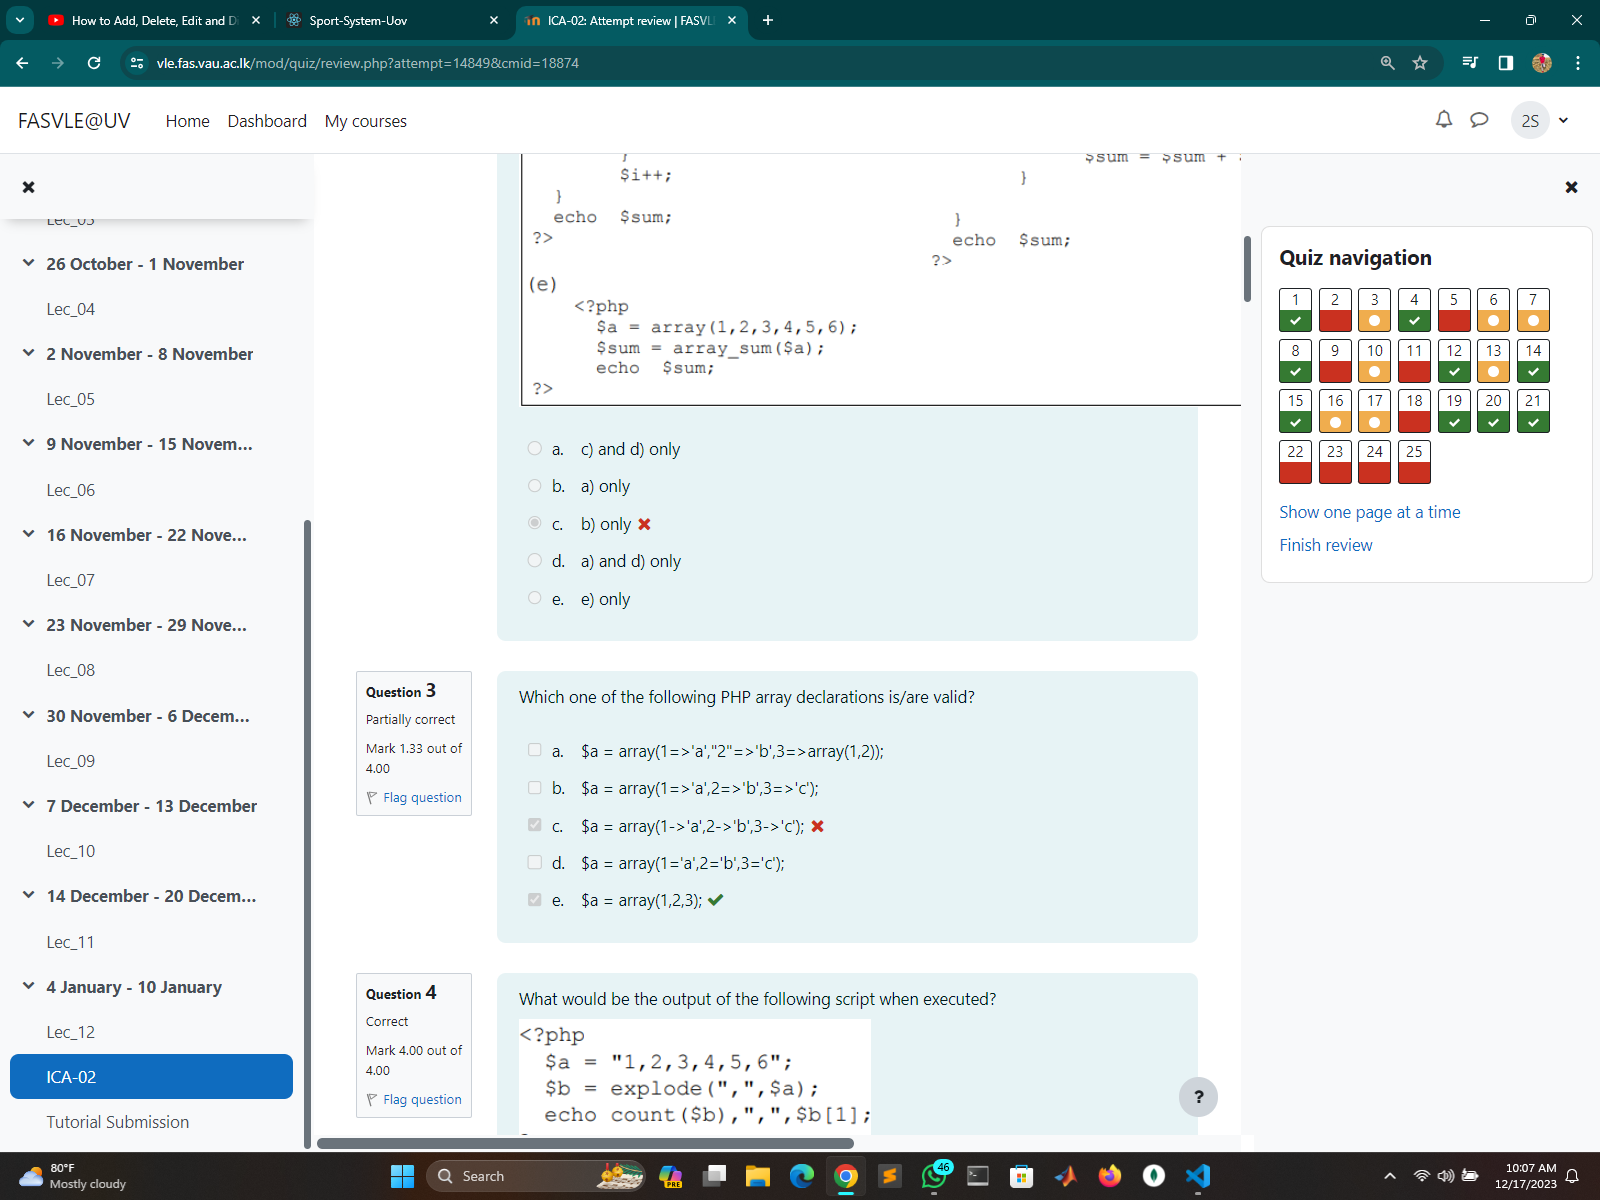 How to Add, Delete, Edit and D
Sport-System-Uov
ICA-02: Attempt review | FASVL
vle.fas.vau.ac.lk/mod/quiz/review.php?attempt=14849&cmid=18874
FASVLE@UV
Home
Dashboard
My courses
2S
Lec_03
26 October - 1 November
Lec_04
2 November - 8 November
Lec_05
9 November - 15 Novem...
Lec_06
16 November - 22 Nove...
Lec_07
23 November - 29 Nove...
Lec_08
30 November - 6 Decem...
Lec_09
7 December - 13 December
Lec_10
14 December - 20 Decem...
Lec_11
4 January - 10 January
Lec_12
ICA-02
Tutorial Submission
}
$i++;
}
echo $sum;
?>
$sum = $sum +
}
}
echo $sum;
?>
(e)
<?php
$a = array(1,2,3,4,5,6);
$sum = array_sum($a);
echo $sum;
?>
a. c) and d) only
b. a) only
c. b) only
d. a) and d) only
e. e) only
Question 3
Partially correct
Mark 1.33 out of
4.00
Flag question
Which one of the following PHP array declarations is/are valid?
a. $a = array(1=>'a',"2"=>'b',3=>array(1,2));
b. $a = array(1=>'a',2=>'b',3=>'c');
c. $a = array(1->'a',2->'b',3->'c');
d. $a = array(1='a',2='b',3='c');
e. $a = array(1,2,3);
Question 4
Correct
Mark 4.00 out of
4.00
Flag question
What would be the output of the following script when executed?
<?php
$a = "1,2,3,4,5,6";
$b = explode(",",$a);
echo count($b),",",$b[1];
?
Quiz navigation
1 2 3 4 5 6 7
8 9 10 11 12 13 14
15 16 17 18 19 20 21
22 23 24 25
Show one page at a time
Finish review
80°F
Mostly cloudy
Search
PRE
46
10:07 AM
12/17/2023